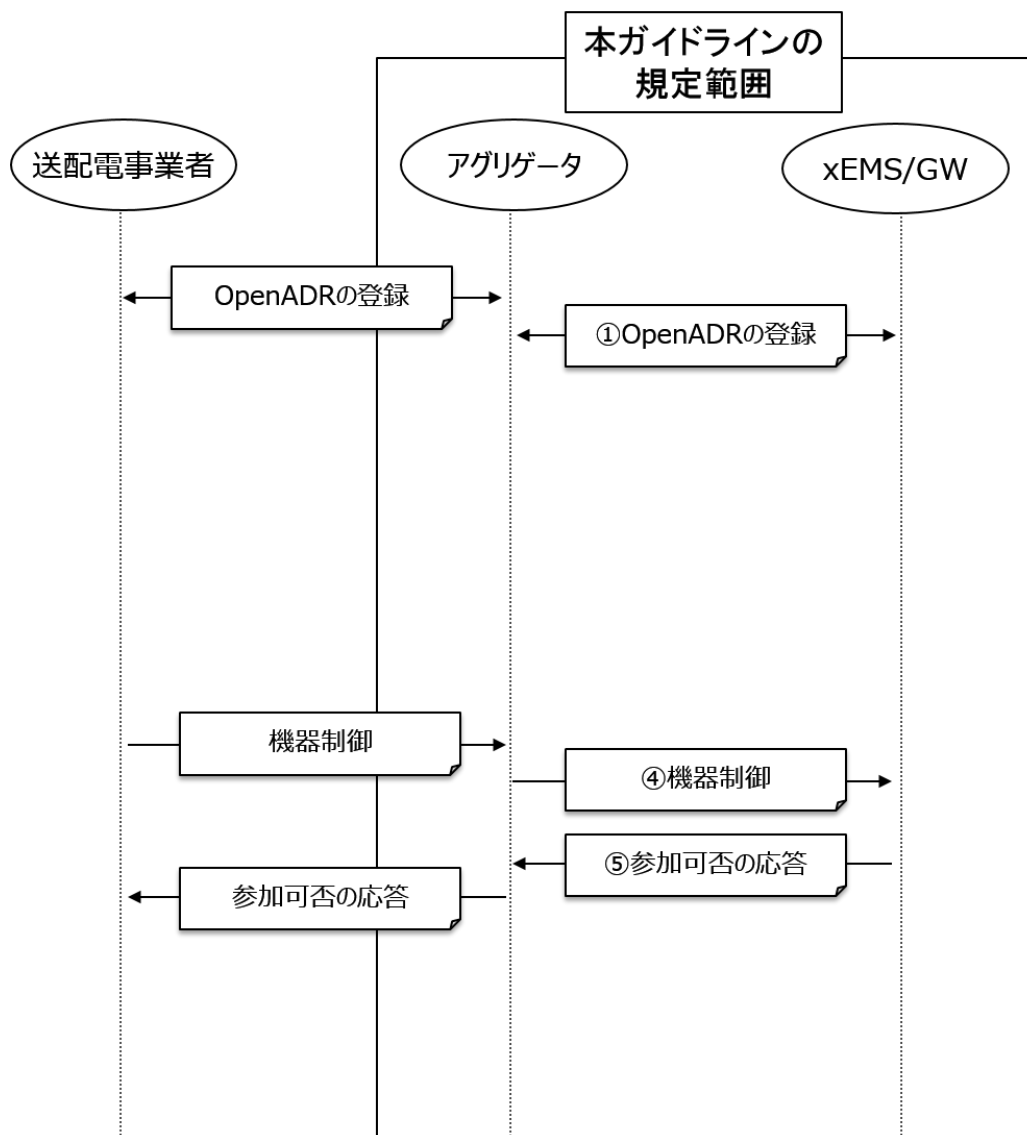 本ガイドラインの
規定範囲
送配電事業者
アグリゲータ
xEMS/GW
OpenADRの登録
①OpenADRの登録
機器制御
④機器制御
⑤参加可否の応答
参加可否の応答